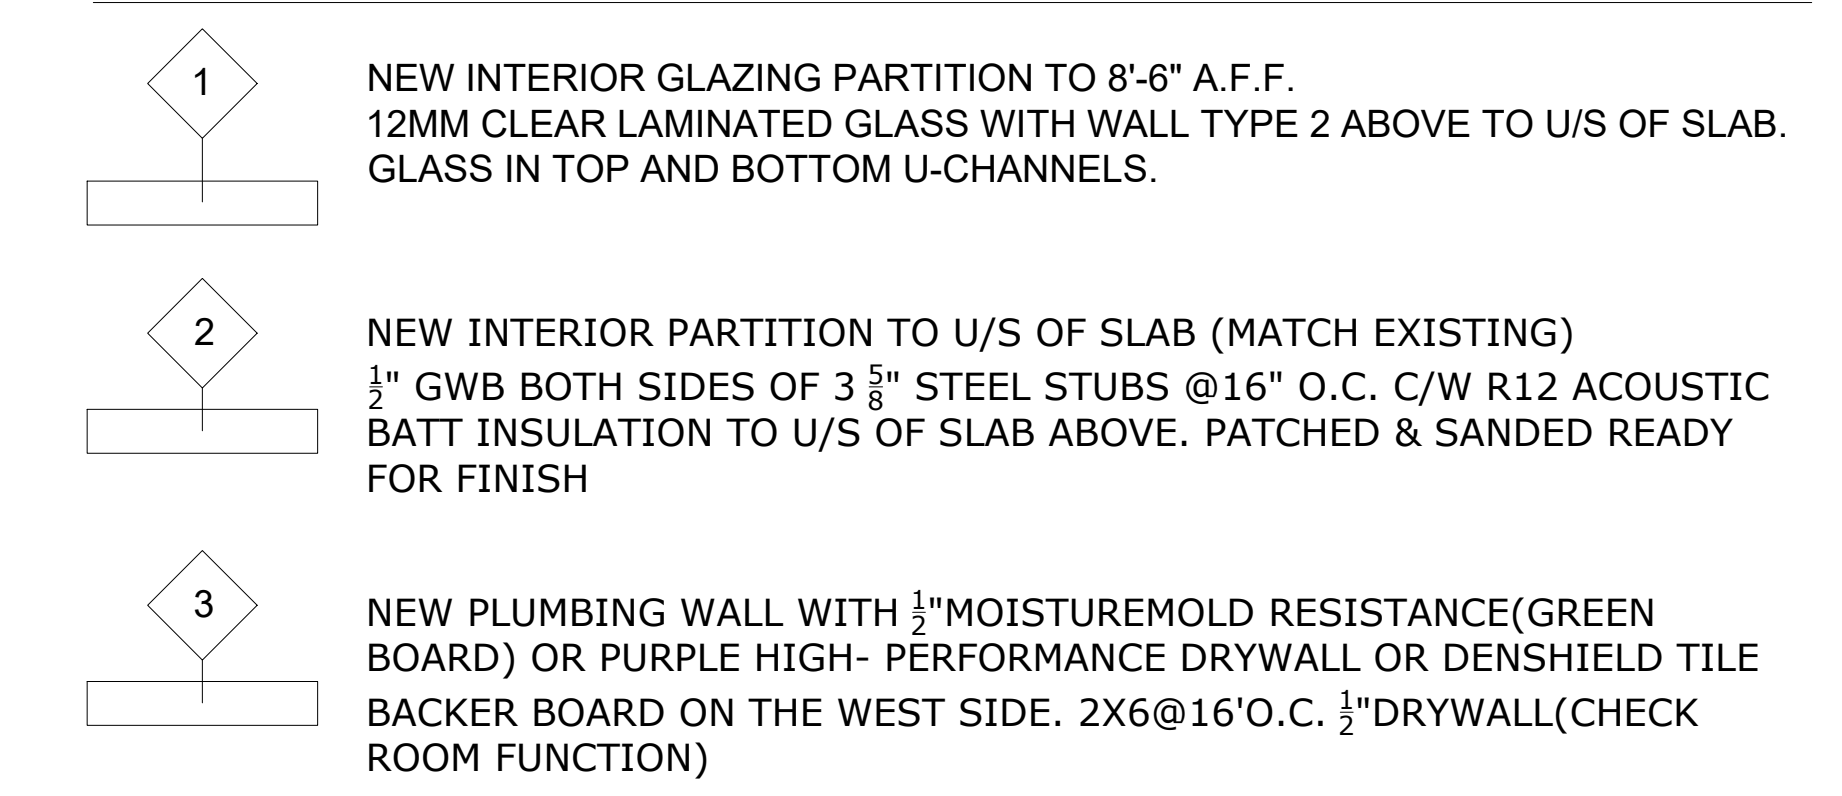 1
NEW INTERIOR GLAZING PARTITION TO 8'-6" A.F.F.
12MM CLEAR LAMINATED GLASS WITH WALL TYPE 2 ABOVE TO U/S OF SLAB.
GLASS IN TOP AND BOTTOM U-CHANNELS.
2
NEW INTERIOR PARTITION TO U/S OF SLAB (MATCH EXISTING)
1/2" GWB BOTH SIDES OF 3 5/8" STEEL STUBS @16" O.C. C/W R12 ACOUSTIC
BATT INSULATION TO U/S OF SLAB ABOVE. PATCHED & SANDED READY
FOR FINISH
3
NEW PLUMBING WALL WITH 1/2"MOISTUREMOLD RESISTANCE(GREEN
BOARD) OR PURPLE HIGH- PERFORMANCE DRYWALL OR DENSHIELD TILE
BACKER BOARD ON THE WEST SIDE. 2X6@16'O.C. 1/2"DRYWALL(CHECK
ROOM FUNCTION)